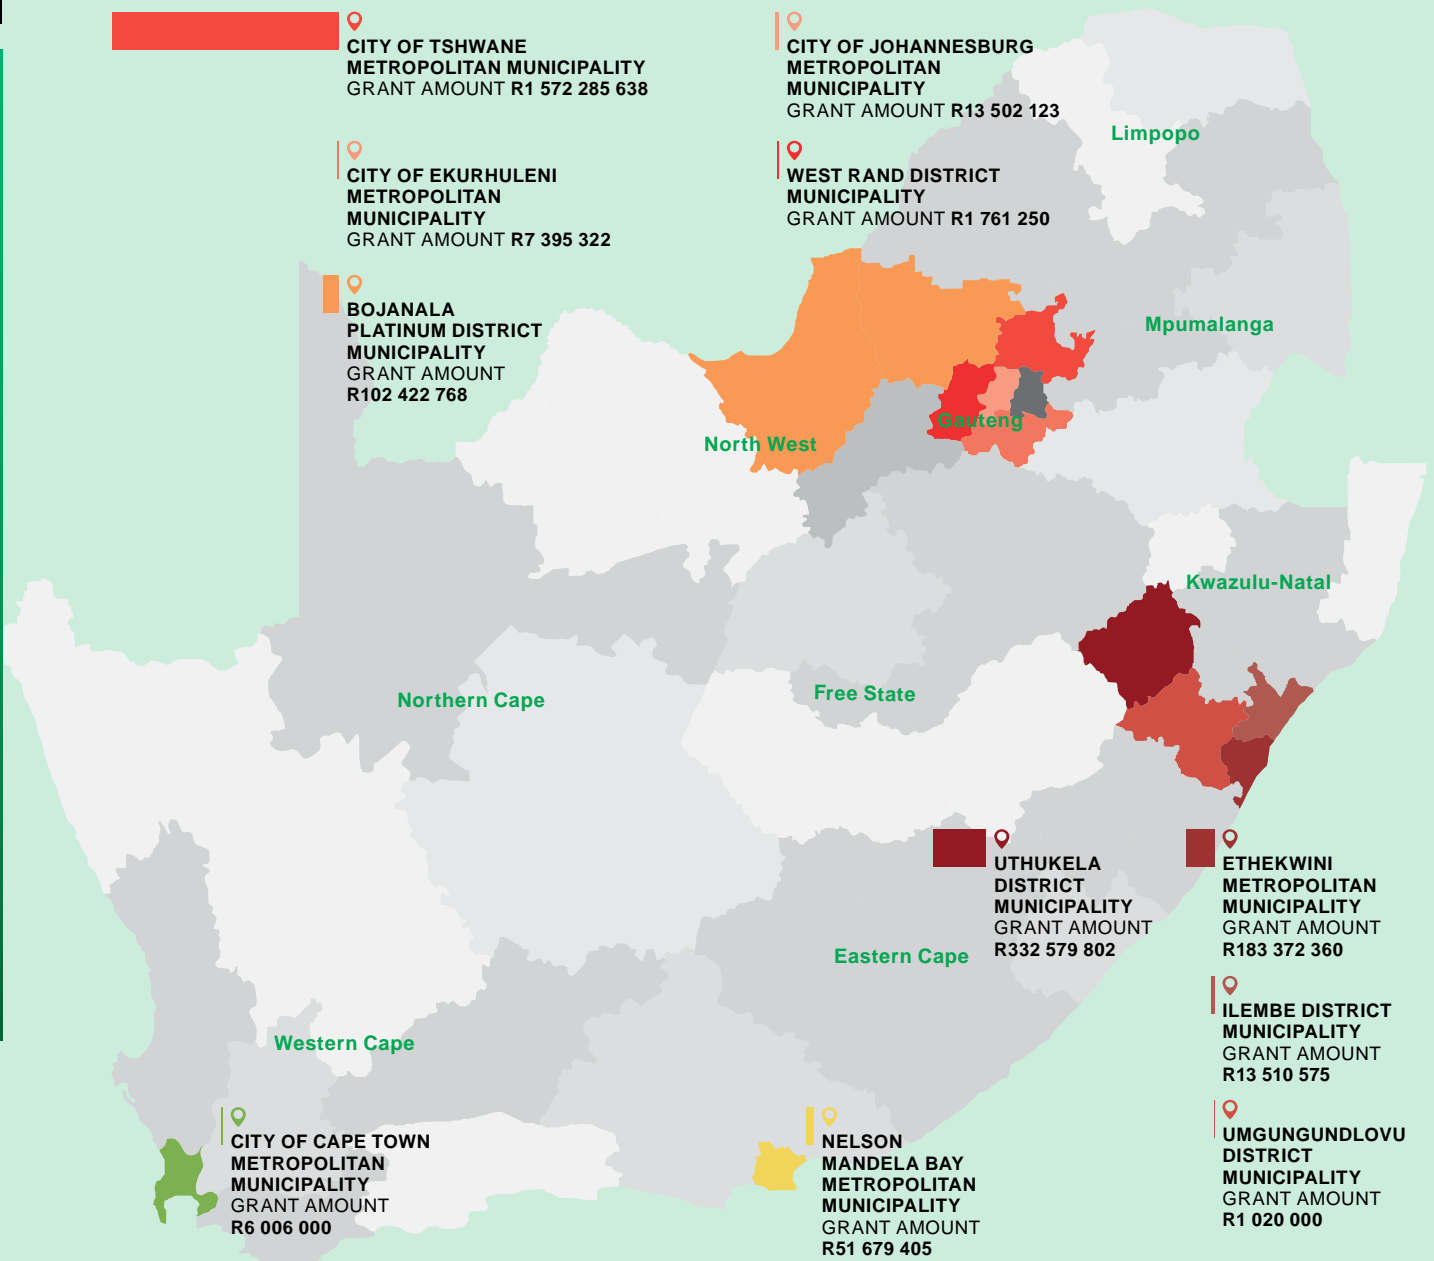 CITY OF TSHWANE
METROPOLITAN MUNICIPALITY
GRANT AMOUNT R1 572 285 638
CITY OF JOHANNESBURG
METROPOLITAN
MUNICIPALITY
GRANT AMOUNT R13 502 123
Limpopo
CITY OF EKURHULENI
METROPOLITAN
MUNICIPALITY
GRANT AMOUNT R7 395 322
WEST RAND DISTRICT
MUNICIPALITY
GRANT AMOUNT R1 761 250
BOJANALA
PLATINUM DISTRICT
MUNICIPALITY
GRANT AMOUNT
R102 422 768
Mpumalanga
Gauteng
North West
Kwazulu-Natal
Northern Cape
Free State
UTHUKELA
DISTRICT
MUNICIPALITY
GRANT AMOUNT
R332 579 802
ETHEKWINI
METROPOLITAN
MUNICIPALITY
GRANT AMOUNT
R183 372 360
Eastern Cape
ILEMBE DISTRICT
MUNICIPALITY
GRANT AMOUNT
R13 510 575
Western Cape
CITY OF CAPE TOWN
METROPOLITAN
MUNICIPALITY
GRANT AMOUNT
R6 006 000
NELSON
MANDELA BAY
METROPOLITAN
MUNICIPALITY
GRANT AMOUNT
R51 679 405
UMGUNGUNDLOVU
DISTRICT
MUNICIPALITY
GRANT AMOUNT
R1 020 000